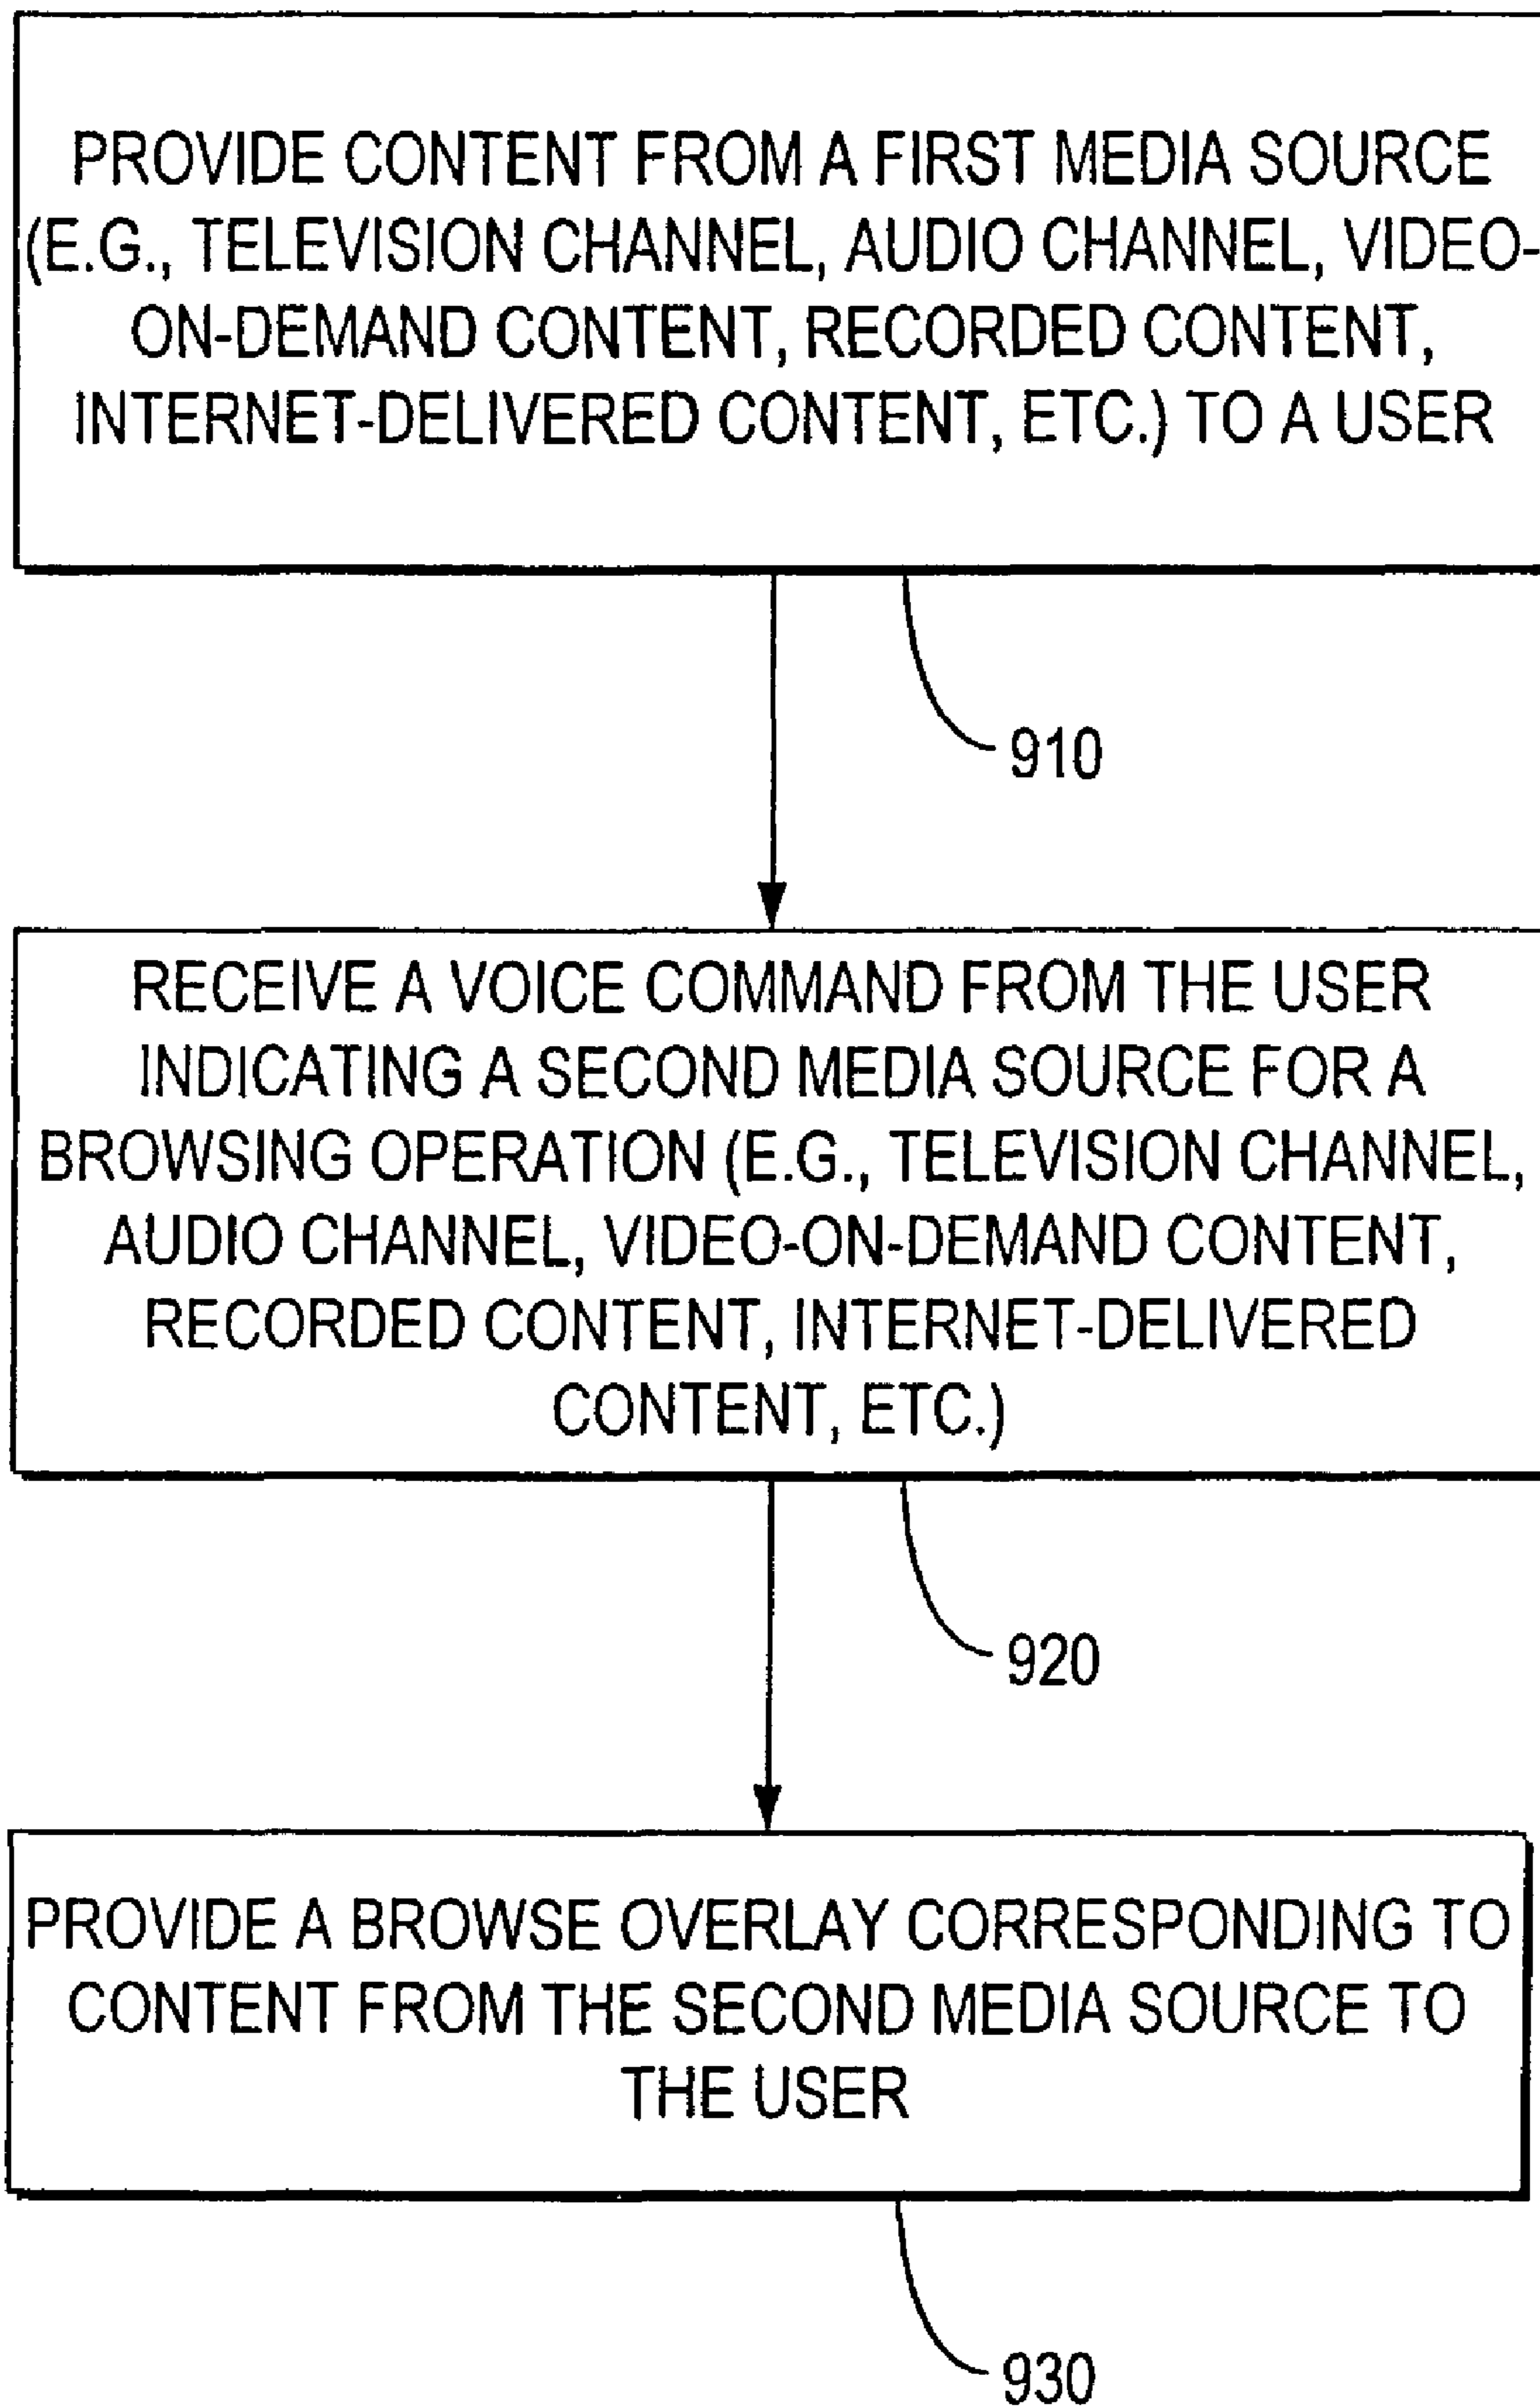 PROVIDE CONTENT FROM A FIRST MEDIA SOURCE
(E.G., TELEVISION CHANNEL, AUDIO CHANNEL, VIDEO-
ON-DEMAND CONTENT, RECORDED CONTENT,
INTERNET-DELIVERED CONTENT, ETC.) TO A USER
910
RECEIVE A VOICE COMMAND FROM THE USER
INDICATING A SECOND MEDIA SOURCE FOR A
BROWSING OPERATION (E.G., TELEVISION CHANNEL,
AUDIO CHANNEL, VIDEO-ON-DEMAND CONTENT,
RECORDED CONTENT, INTERNET-DELIVERED
CONTENT, ETC.)
920
PROVIDE A BROWSE OVERLAY CORRESPONDING TO
CONTENT FROM THE SECOND MEDIA SOURCE TO
THE USER
930